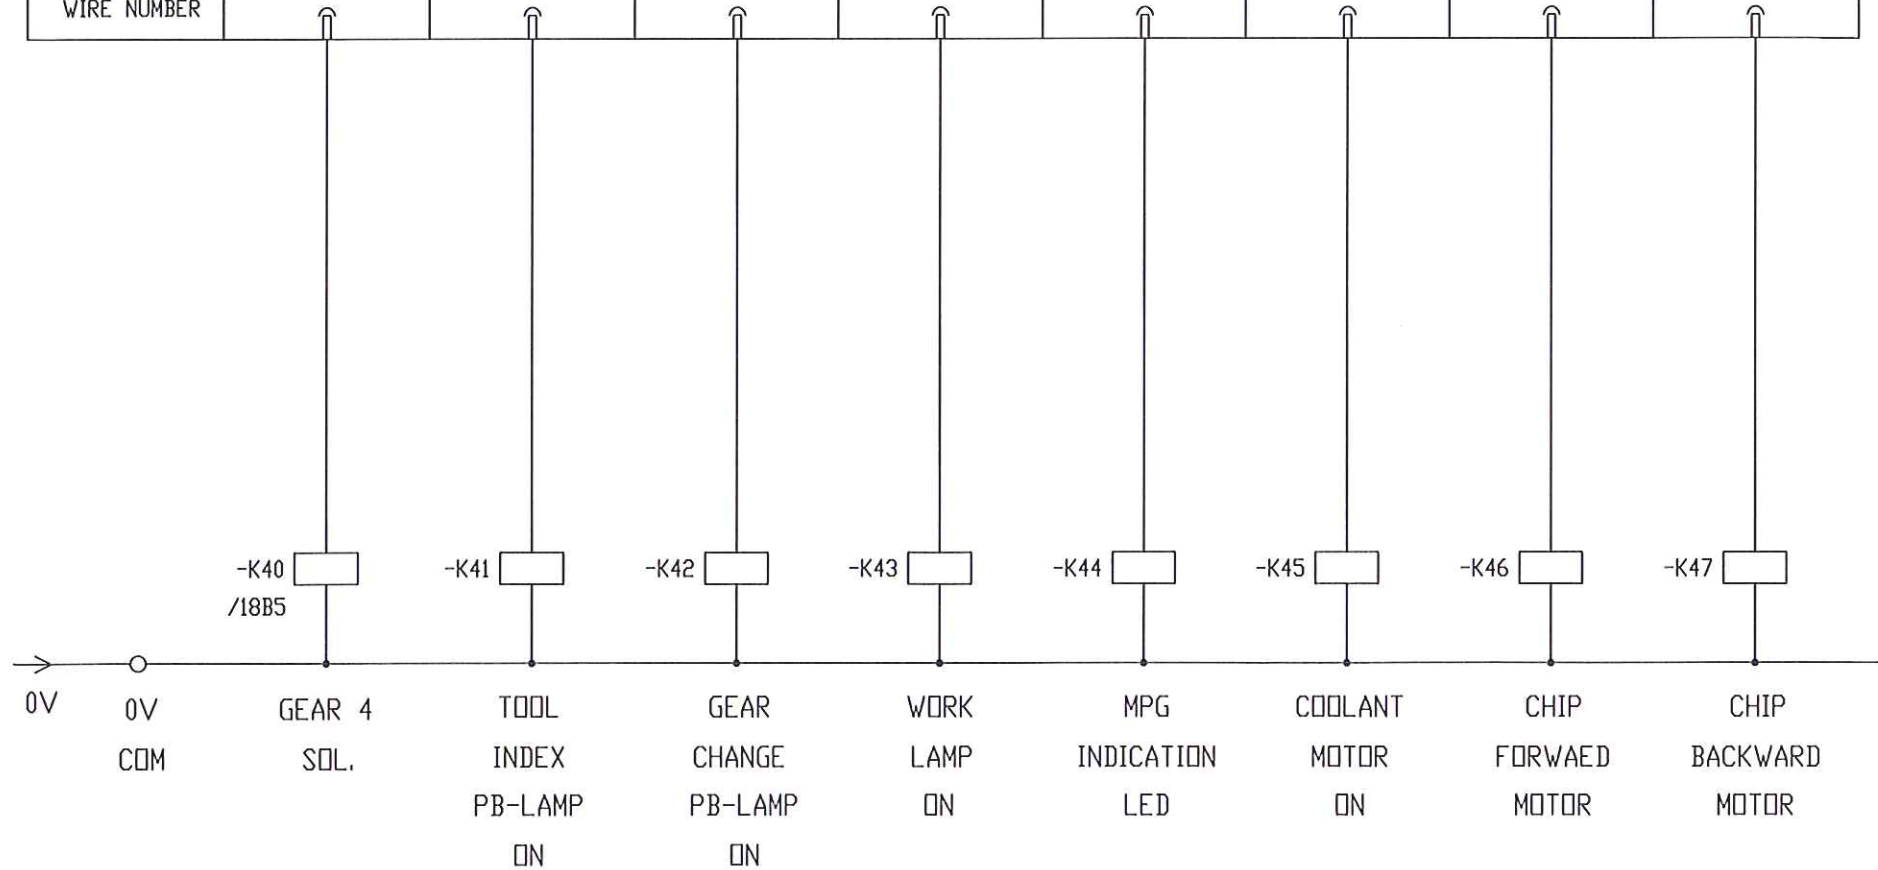 WIRE NUMBER
-K40
/18B5
-K41
-K42
-K43
-K44
-K45
-K46
-K47
0V
0V
COM
GEAR 4
SOL.
TOOL
INDEX
PB-LAMP
ON
GEAR
CHANGE
PB-LAMP
ON
WORK
LAMP
ON
MPG
INDICATION
LED
COOLANT
MOTOR
ON
CHIP
FORWAED
MOTOR
CHIP
BACKWARD
MOTOR